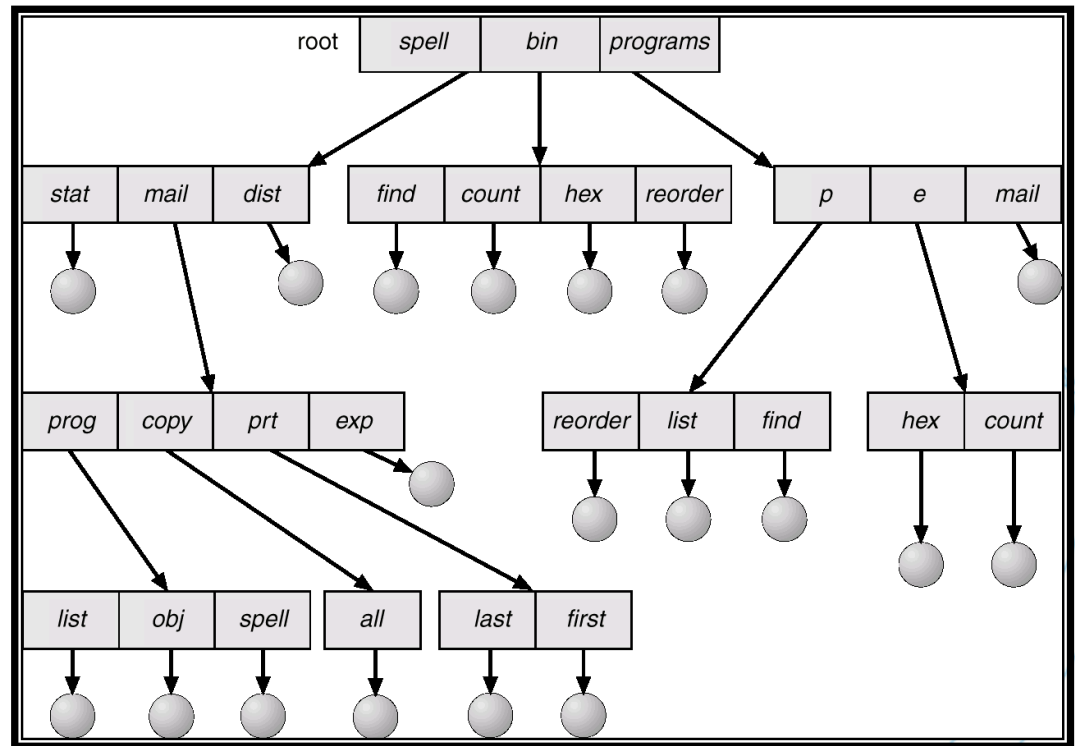 root spell bin programs
stat mail dist find count hex reorder p e mail
prog copy prt exp reorder list find hex count
list obj spell all last first